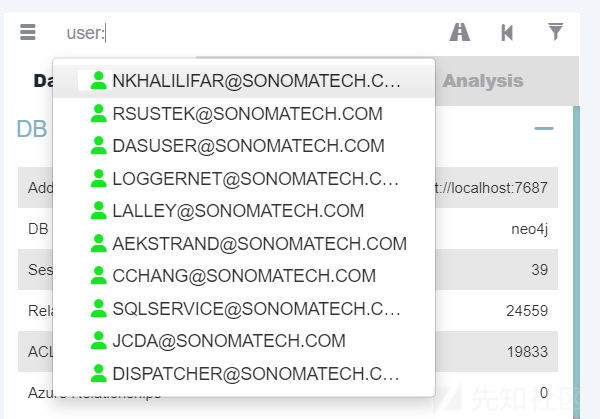 user:
Da
Analysis
NKHALILIFAR@SONOMATECH.C…
DB
RSUSTEK@SONOMATECH.COM
DASUSER@SONOMATECH.COM
LOGGERNET@SONOMATECH.C…
Add
t://localhost:7687
LALLEY@SONOMATECH.COM
DB
neo4j
AEKSTRAND@SONOMATECH.COM
Ses
39
CCHANG@SONOMATECH.COM
SQLSERVICE@SONOMATECH.C…
Rela
24559
JCDA@SONOMATECH.COM
ACL
19833
DISPATCHER@SONOMATECH.C…
Azure Relationships
0
先知社区